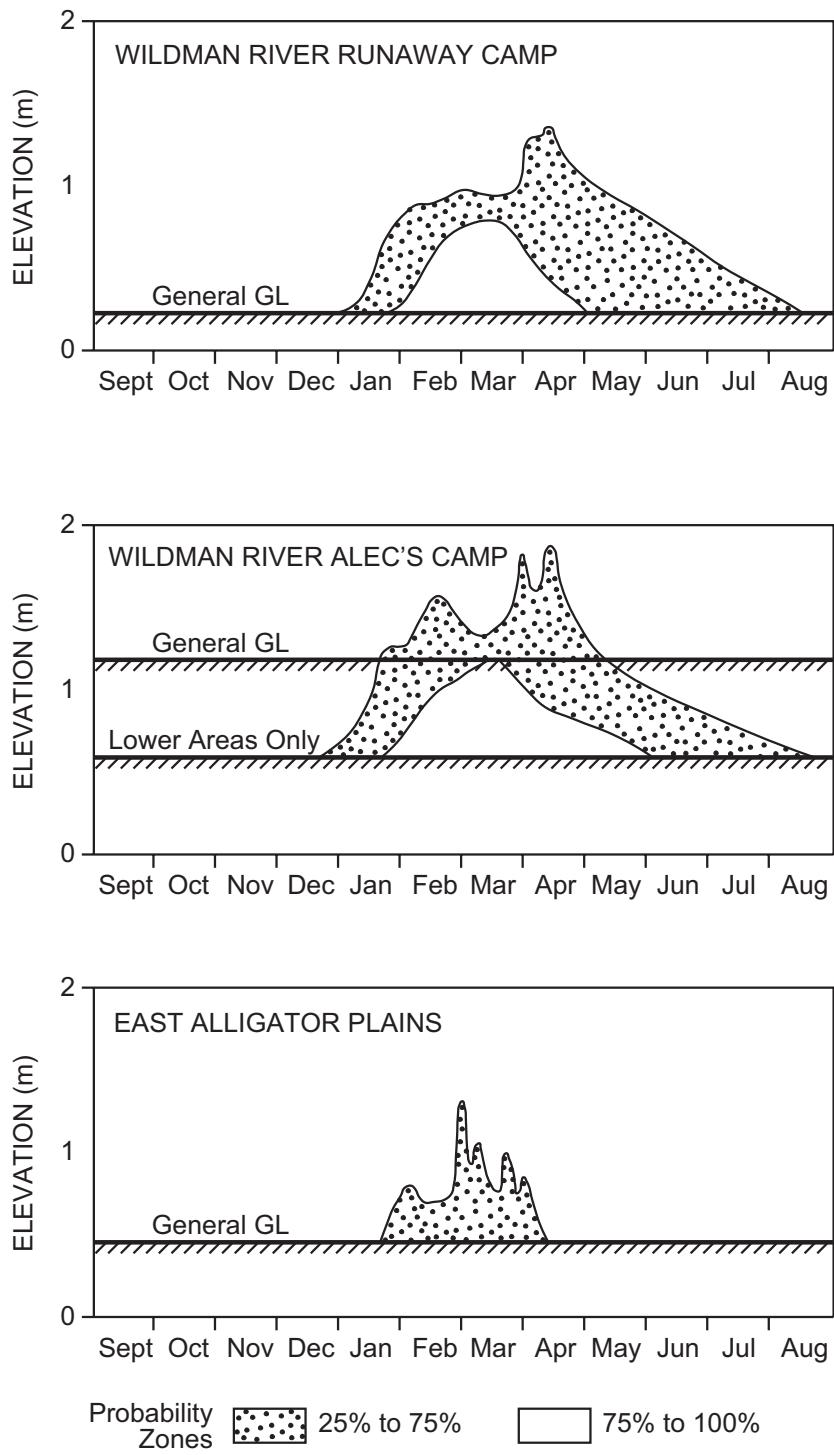 2
WILDMAN RIVER RUNAWAY CAMP
ELEVATION (m)
1
General GL
0
Sept Oct Nov Dec Jan Feb Mar Apr May Jun Jul Aug
2
WILDMAN RIVER ALEC'S CAMP
ELEVATION (m)
General GL
1
Lower Areas Only
0
Sept Oct Nov Dec Jan Feb Mar Apr May Jun Jul Aug
2
EAST ALLIGATOR PLAINS
ELEVATION (m)
1
General GL
0
Sept Oct Nov Dec Jan Feb Mar Apr May Jun Jul Aug
Probability
Zones
25% to 75%
75% to 100%